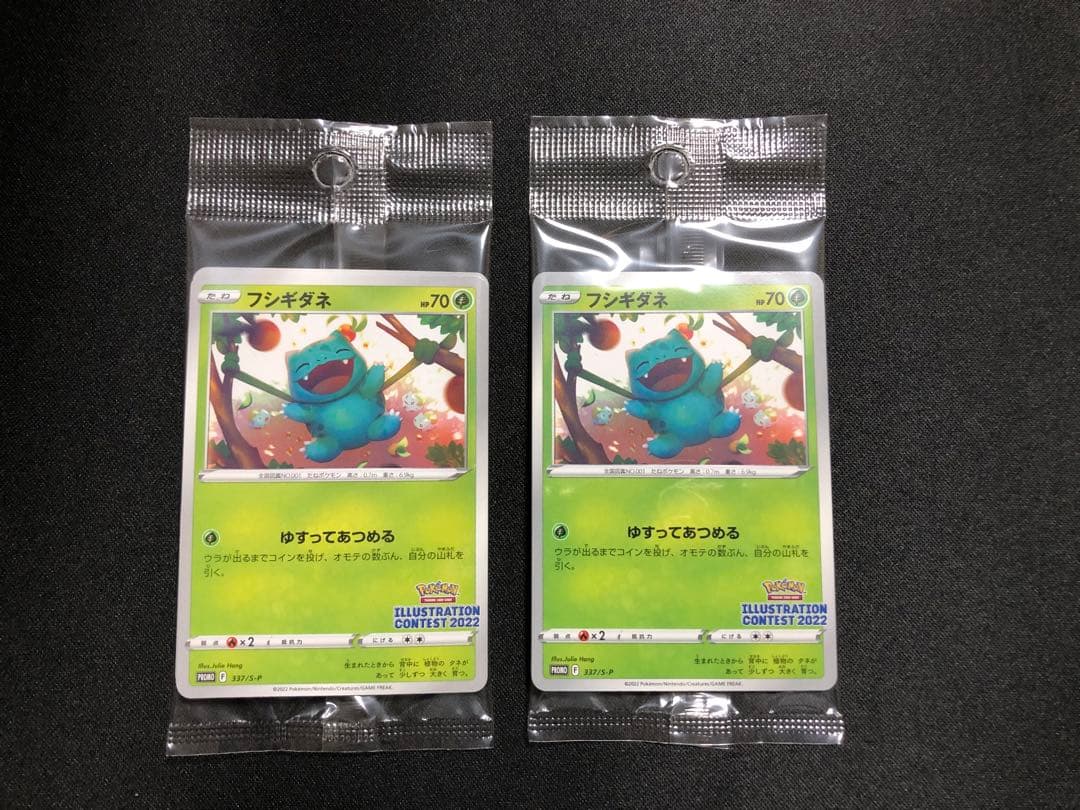 たね フシギダネ HP70
全国図鑑NO.001 たねポケモン 高さ：0.7m 重さ：6.9kg
ゆすってあつめる
ウラが出るまでコインを投げ、オモテの数ぶん、自分の山札を
引く。
Pokémon
TRADING CARD GAME
ILLUSTRATION
CONTEST 2022
弱点 ×2 抵抗力 にげる
Illus. Julie Hang
PROMO F 337/S-P
生まれたときから 背中に 植物の タネが
あって 少しずつ 大きく 育つ。
©2022 Pokémon/Nintendo/Creatures/GAME FREAK.
たね フシギダネ HP70
全国図鑑NO.001 たねポケモン 高さ：0.7m 重さ：6.9kg
ゆすってあつめる
ウラが出るまでコインを投げ、オモテの数ぶん、自分の山札を
引く。
Pokémon
TRADING CARD GAME
ILLUSTRATION
CONTEST 2022
弱点 ×2 抵抗力 にげる
Illus. Julie Hang
PROMO F 337/S-P
生まれたときから 背中に 植物の タネが
あって 少しずつ 大きく 育つ。
©2022 Pokémon/Nintendo/Creatures/GAME FREAK.